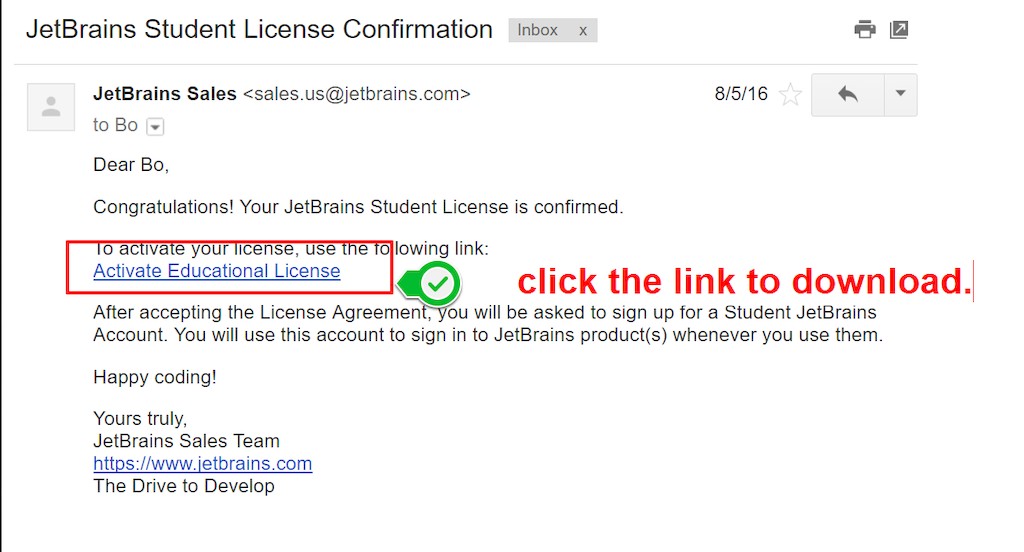 JetBrains Student License Confirmation Inbox x
JetBrains Sales <sales.us@jetbrains.com> 8/5/16
to Bo
Dear Bo,
Congratulations! Your JetBrains Student License is confirmed.
To activate your license, use the following link:
Activate Educational License
click the link to download.
After accepting the License Agreement, you will be asked to sign up for a Student JetBrains
Account. You will use this account to sign in to JetBrains product(s) whenever you use them.
Happy coding!
Yours truly,
JetBrains Sales Team
https://www.jetbrains.com
The Drive to Develop